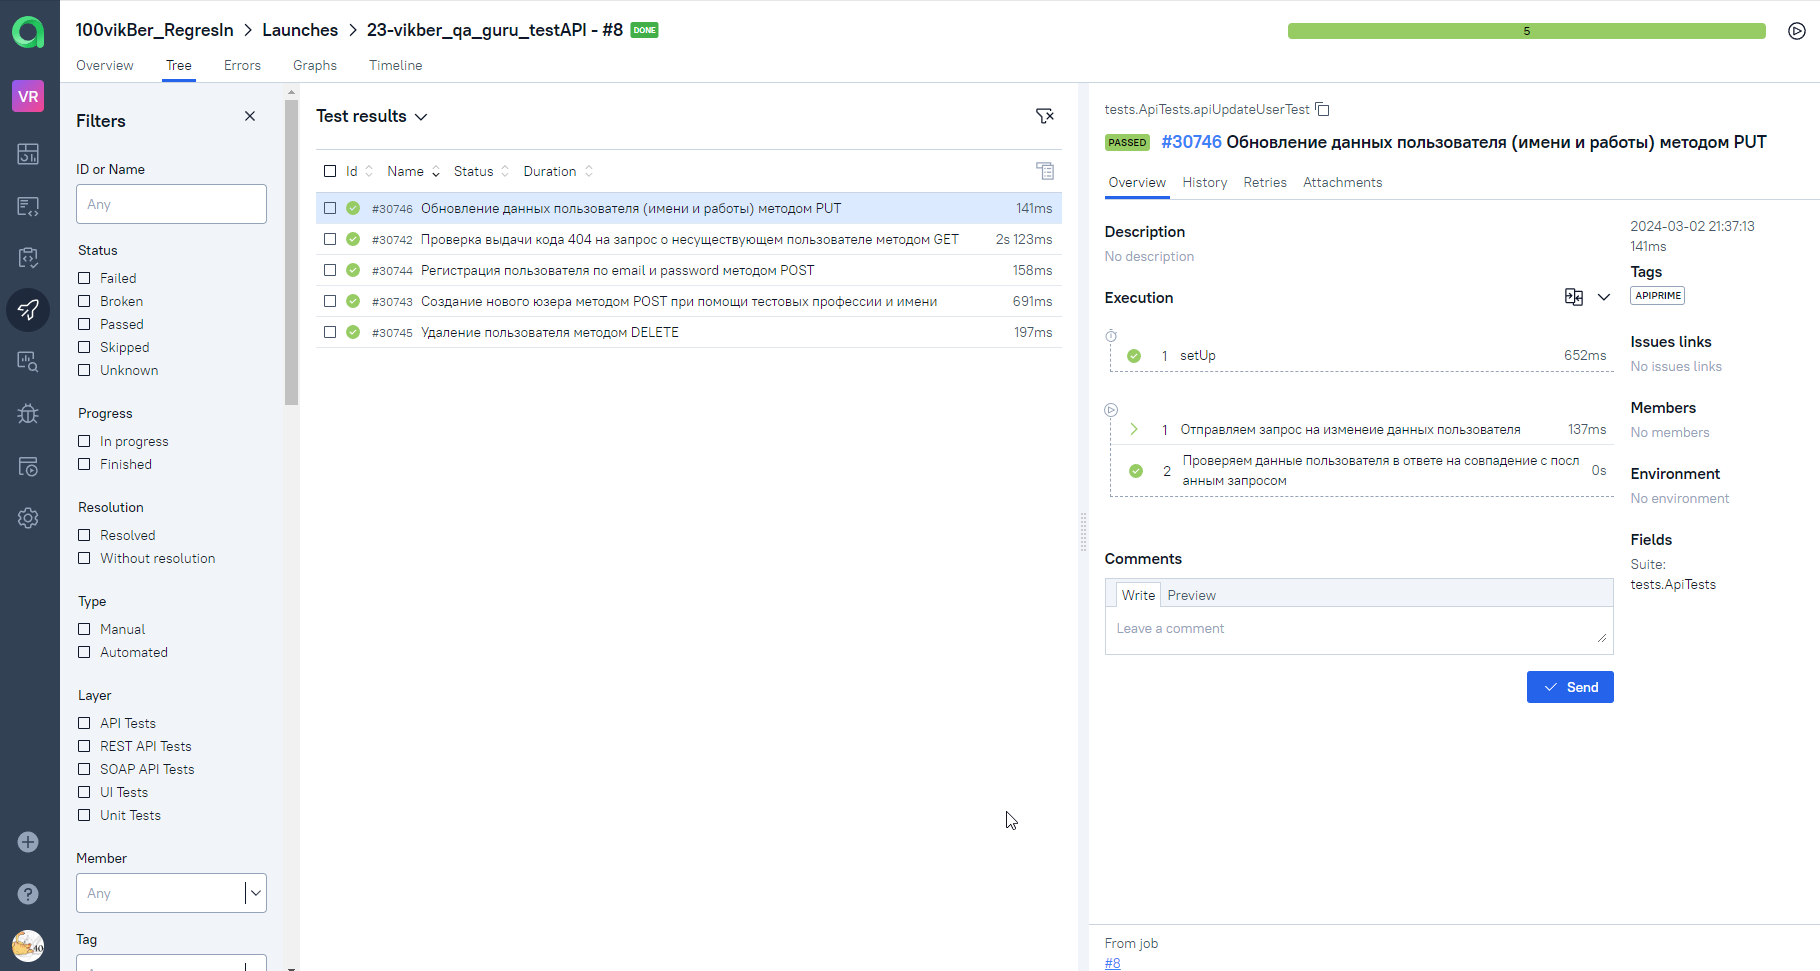 100vikBer_RegresIn > Launches > 23-vikber_qa_guru_testAPI - #8 DONE
5
Overview Tree Errors Graphs Timeline
VR
Filters
ID or Name
Any
Status
Failed
Broken
Passed
Skipped
Unknown
Progress
In progress
Finished
Resolution
Resolved
Without resolution
Type
Manual
Automated
Layer
API Tests
REST API Tests
SOAP API Tests
UI Tests
Unit Tests
Member
Any
Tag
Test results
Id Name Status Duration
#30746 Обновление данных пользователя (имени и работы) методом PUT 141ms
#30742 Проверка выдачи кода 404 на запрос о несуществующем пользователе методом GET 2s 123ms
#30744 Регистрация пользователя по email и password методом POST 158ms
#30743 Создание нового юзера методом POST при помощи тестовых профессии и имени 691ms
#30745 Удаление пользователя методом DELETE 197ms
tests.ApiTests.apiUpdateUserTest
PASSED #30746 Обновление данных пользователя (имени и работы) методом PUT
Overview History Retries Attachments
Description
No description
Execution
1 setUp 652ms
1 Отправляем запрос на изменеие данных пользователя 137ms
2 Проверяем данные пользователя в ответе на совпадение с посл
анным запросом 0s
Comments
Write Preview
Leave a comment
Send
2024-03-02 21:37:13
141ms
Tags
APIPRIME
Issues links
No issues links
Members
No members
Environment
No environment
Fields
Suite:
tests.ApiTests
From job
#8
40